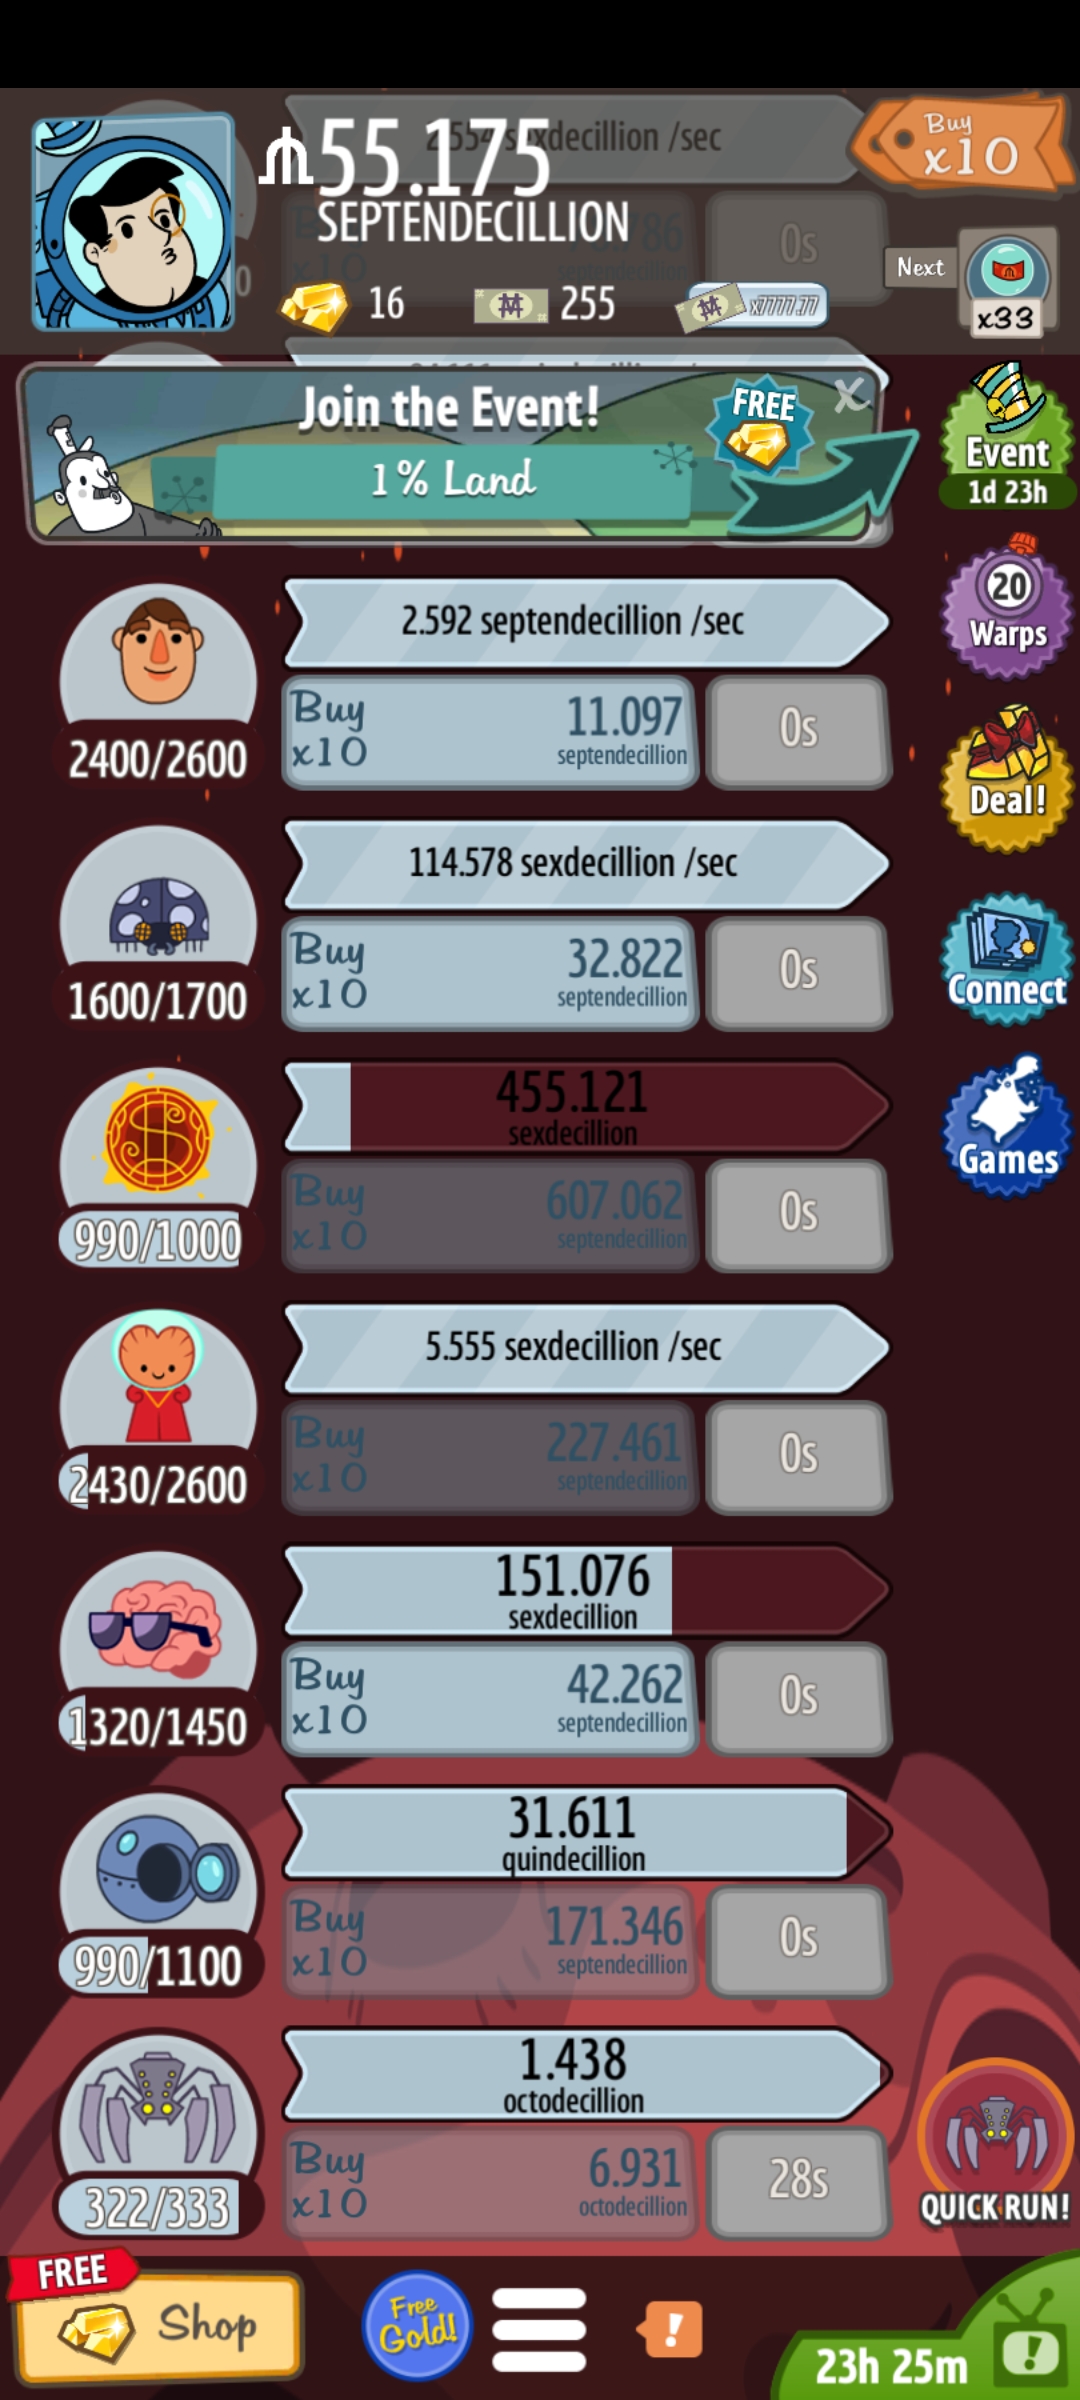 55.175
SEPTENDECILLION
sexdecillion /sec
Buy
x10
16
255
x7777.77
0s
Next
x33
Join the Event!
1% Land
FREE
X
Event
1d 23h
2.592 septendecillion /sec
2400/2600
Buy
x10
11.097
septendecillion
0s
20
Warps
Deal!
114.578 sexdecillion /sec
1600/1700
Buy
x10
32.822
septendecillion
0s
Connect
455.121
sexdecillion
990/1000
Buy
x10
607.062
septendecillion
0s
Games
5.555 sexdecillion /sec
2430/2600
Buy
x10
227.461
septendecillion
0s
151.076
sexdecillion
1320/1450
Buy
x10
42.262
septendecillion
0s
31.611
quindecillion
990/1100
Buy
x10
171.346
septendecillion
0s
1.438
octodecillion
322/333
Buy
x10
6.931
octodecillion
28s
QUICK RUN!
FREE
Shop
Free
Gold!
!
23h 25m
!